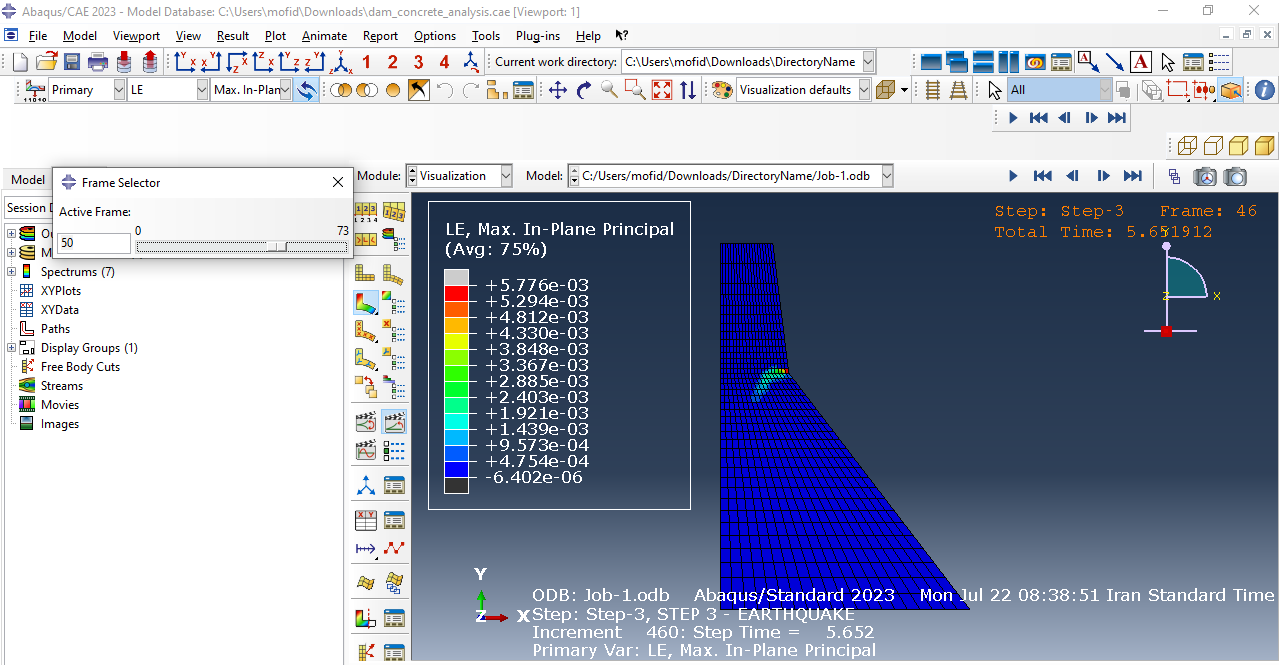 Abaqus/CAE 2023 - Model Database: C:\Users\mofid\Downloads\dam_concrete_analysis.cae [Viewport: 1]
File Model Viewport View Result Plot Animate Report Options Tools Plug-ins Help
1 2 3 4 Current work directory: C:\Users\mofid\Downloads\DirectoryName
Primary LE Max. In-Plan Visualization defaults All
Model
Frame Selector
Module: Visualization Model: C:/Users/mofid/Downloads/DirectoryName/Job-1.odb
Session
Active Frame:
0 73
50
Spectrums (7)
XYPlots
XYData
Paths
Display Groups (1)
Free Body Cuts
Streams
Movies
Images
Step: Step-3 Frame: 46
Total Time: 5.651912
Y
X
Z
LE, Max. In-Plane Principal
(Avg: 75%)
+5.776e-03
+5.294e-03
+4.812e-03
+4.330e-03
+3.848e-03
+3.367e-03
+2.885e-03
+2.403e-03
+1.921e-03
+1.439e-03
+9.573e-04
+4.754e-04
-6.402e-06
Y
Z X
ODB: Job-1.odb Abaqus/Standard 2023 Mon Jul 22 08:38:51 Iran Standard Time
Step: Step-3, STEP 3 - EARTHQUAKE
Increment 460: Step Time = 5.652
Primary Var: LE, Max. In-Plane Principal